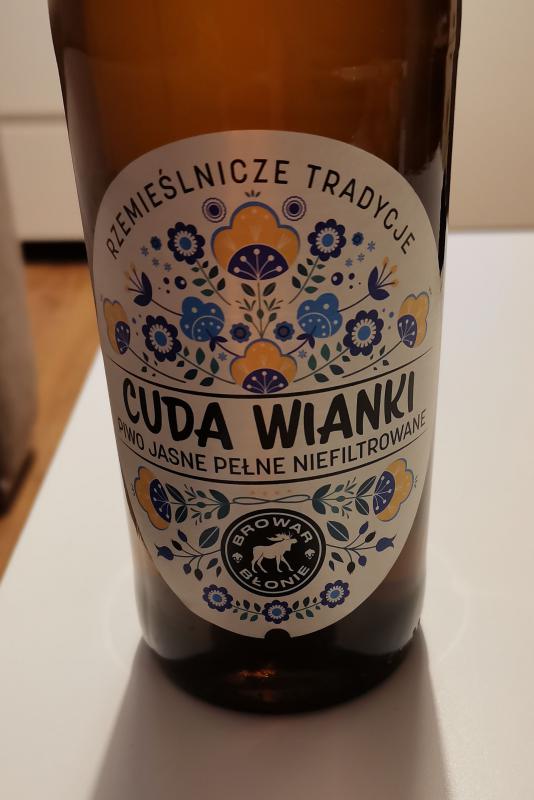 RZEMIEŚLNICZE TRADYCJE
CUDA WIANKI
PIWO JASNE PEŁNE NIEFILTROWANE
BROWAR
BŁONIE